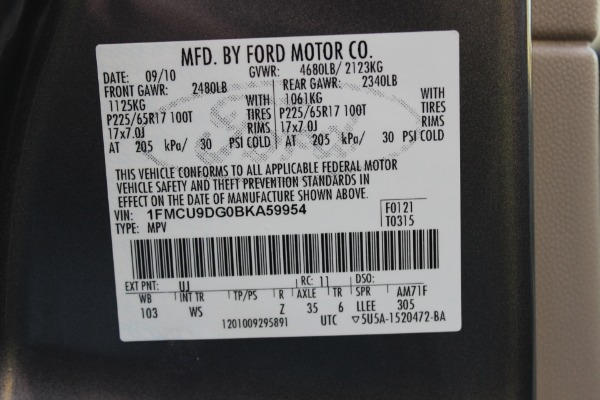 MFD. BY FORD MOTOR CO.
DATE: 09/10 GVWR: 4680LB/ 2123KG
FRONT GAWR: 2480LB REAR GAWR: 2340LB
1125KG WITH 1061KG WITH
P225/65R17 100T TIRES P225/65R17 100T TIRES
17x7.0J RIMS 17x7.0J RIMS
AT 205 kPa/ 30 PSI COLD AT 205 kPa/ 30 PSI COLD
Ford
THIS VEHICLE CONFORMS TO ALL APPLICABLE FEDERAL MOTOR
VEHICLE SAFETY AND THEFT PREVENTION STANDARDS IN
EFFECT ON THE DATE OF MANUFACTURE SHOWN ABOVE.
VIN: 1FMCU9DG0BKA59954 F0121
TYPE: MPV T0315
EXT PNT: UJ RC: 11 DSO:
WB INT TR TP/PS R AXLE TR SPR AM71F
103 WS Z 35 6 LLEE 305
1201009295891 UTC ▽5U5A-1520472-BA